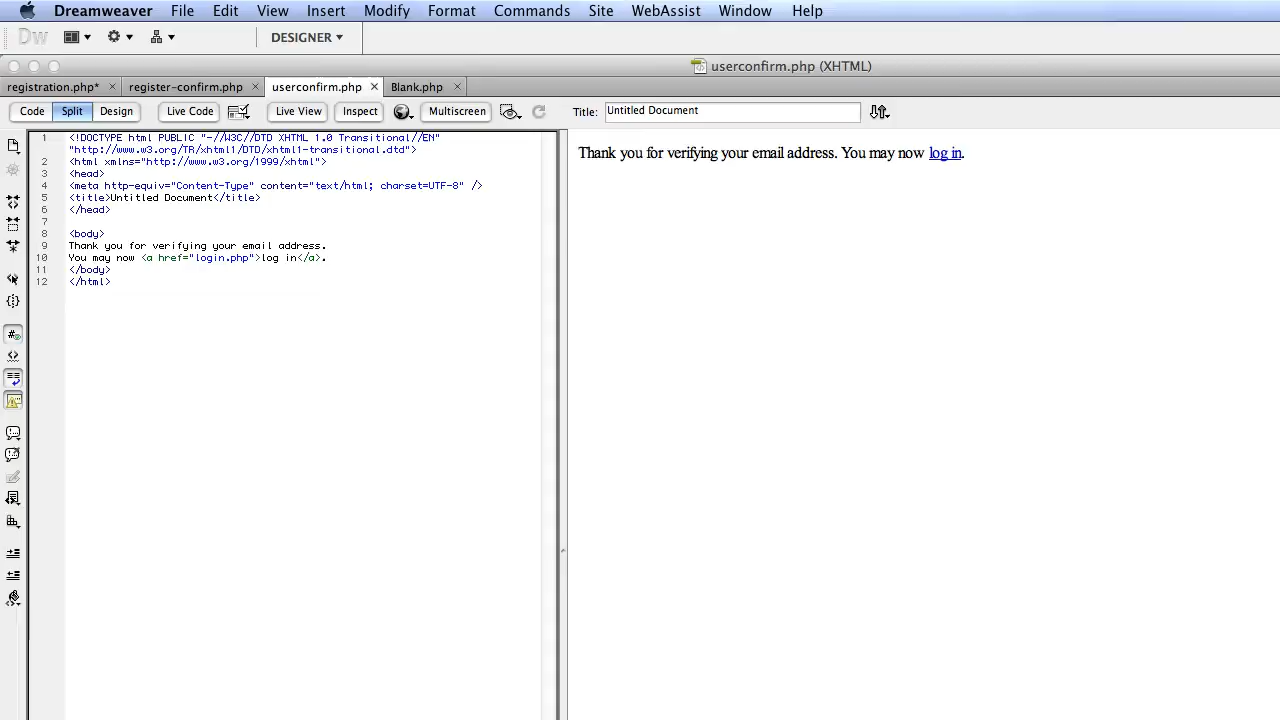 Dreamweaver File Edit View Insert Modify Format Commands Site WebAssist Window Help
Dw DESIGNER
userconfirm.php (XHTML)
registration.php* register-confirm.php userconfirm.php Blank.php
Code Split Design Live Code Live View Inspect Multiscreen Title: Untitled Document
1 <!DOCTYPE html PUBLIC "-//W3C//DTD XHTML 1.0 Transitional//EN"
"http://www.w3.org/TR/xhtml1/DTD/xhtml1-transitional.dtd">
2 <html xmlns="http://www.w3.org/1999/xhtml">
3 <head>
4 <meta http-equiv="Content-Type" content="text/html; charset=UTF-8" />
5 <title>Untitled Document</title>
6 </head>
7
8 <body>
9 Thank you for verifying your email address.
10 You may now <a href="login.php">log in</a>.
11 </body>
12 </html>
Thank you for verifying your email address. You may now log in.